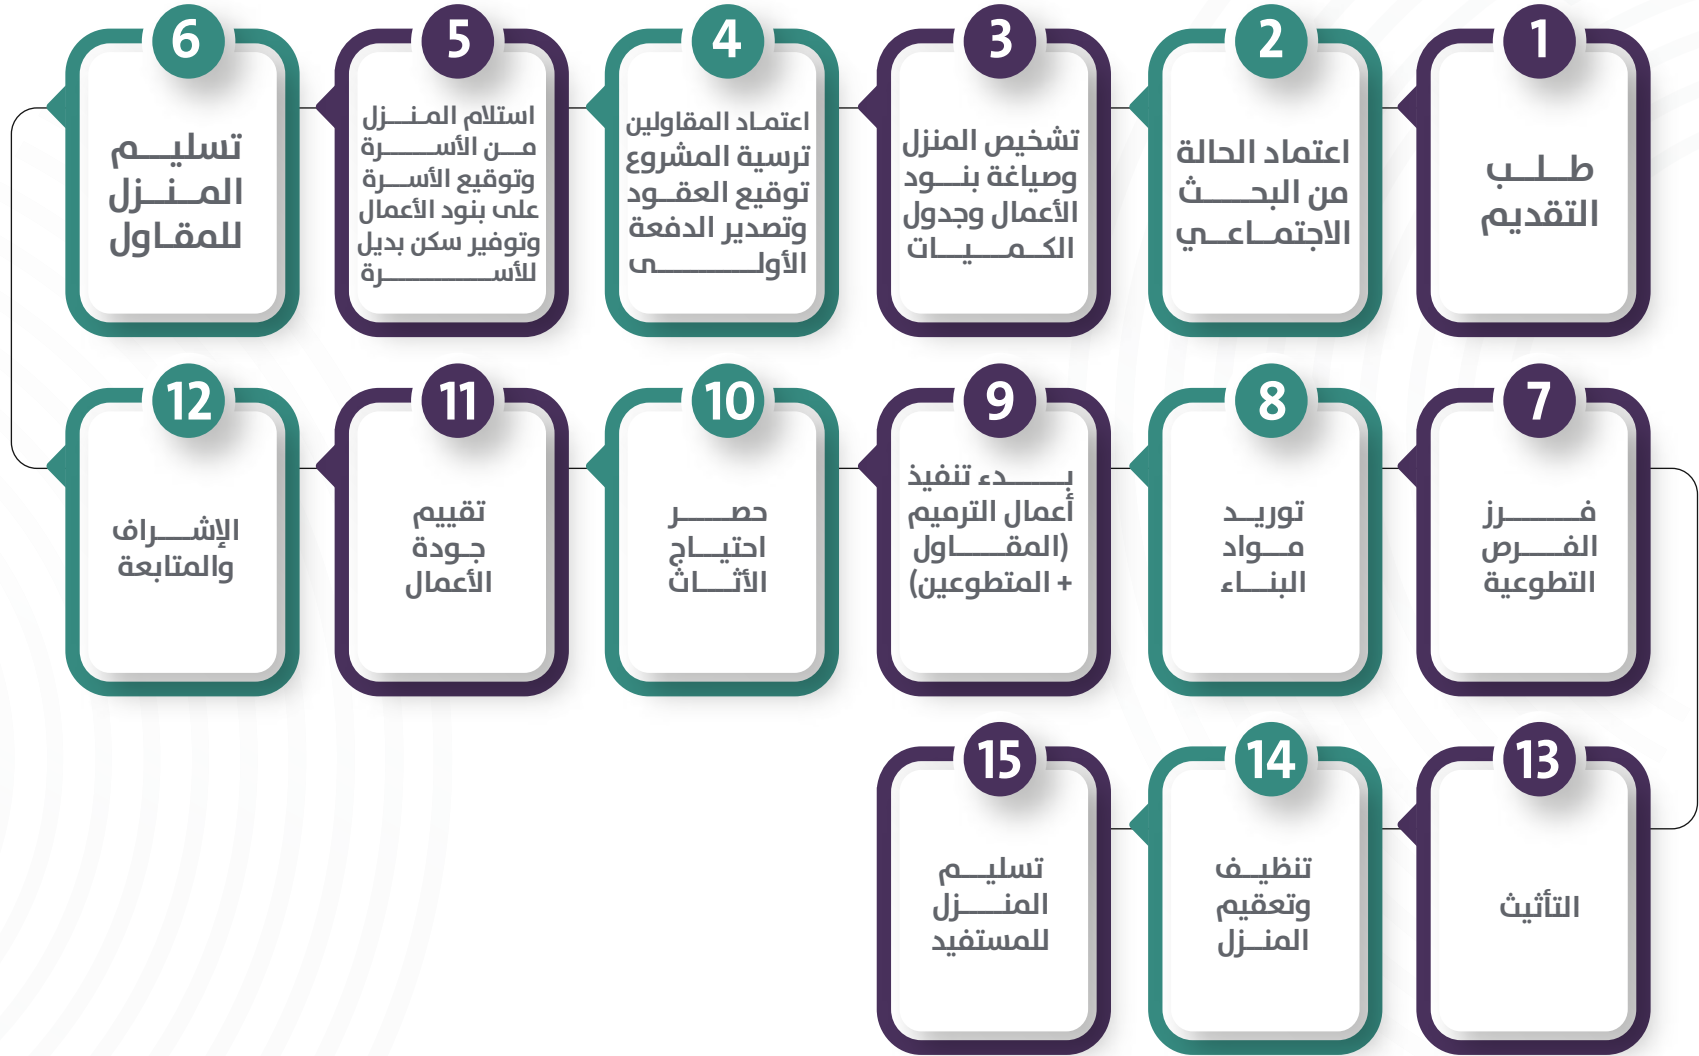 1
طلب
التقديم
2
اعتماد الحالة
من البحث
الاجتماعي
3
تشخيص المنزل
وصياغة بنود
الأعمال وجدول
الكميات
4
اعتماد المقاولين
ترسية المشروع
توقيع العقود
وتصدير الدفعة
الأولى
5
استلام المنزل
من الأسرة
وتوقيع الأسرة
على بنود الأعمال
وتوفير سكن بديل
للأسرة
6
تسليم
المنزل
للمقاول
7
فرز
الفرص
التطوعية
8
توريد
مواد
البناء
9
بدء تنفيذ
أعمال الترميم
(المقاول
+ المتطوعين)
10
حصر
احتياج
الأثاث
11
تقييم
جودة
الأعمال
12
الإشراف
والمتابعة
13
التأثيث
14
تنظيف
وتعقيم
المنزل
15
تسليم
المنزل
للمستفيد